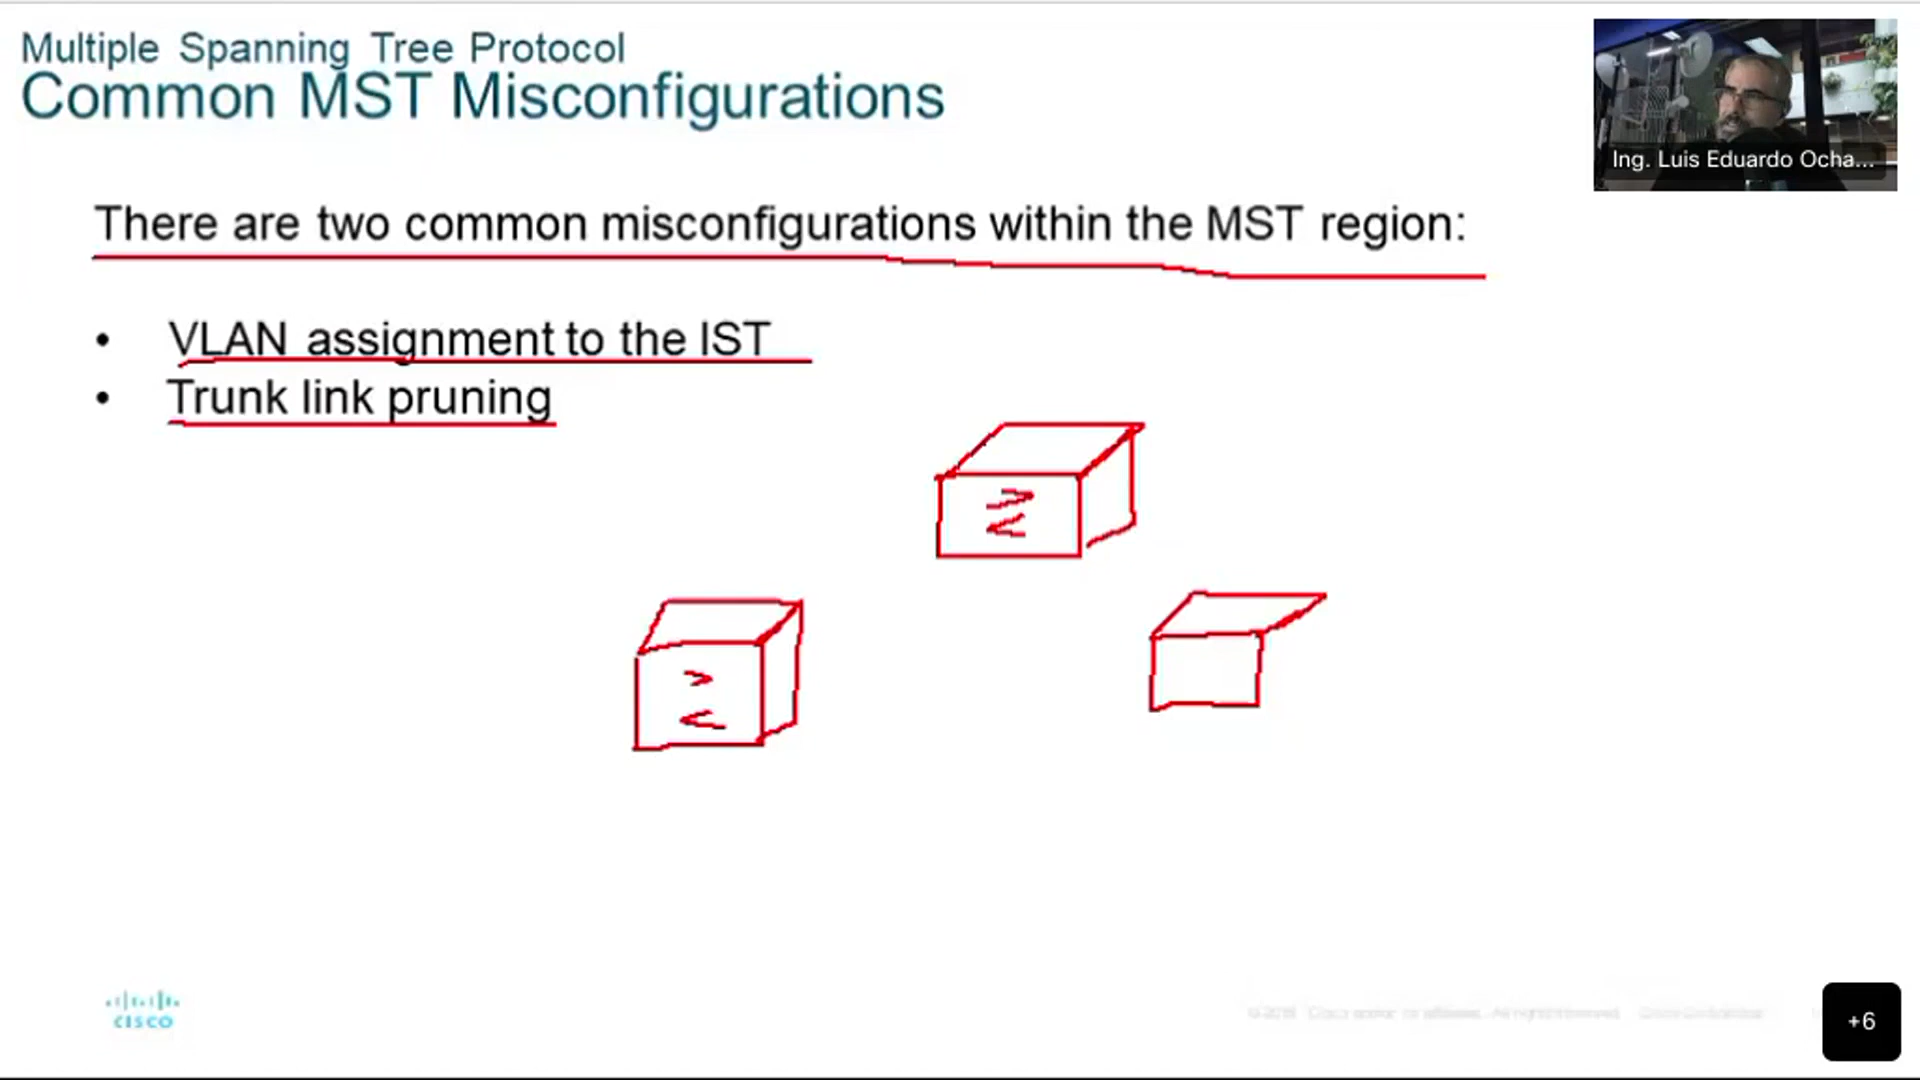 Multiple Spanning Tree Protocol
Common MST Misconfigurations
Ing. Luis Eduardo Ocha...
There are two common misconfigurations within the MST region:
• VLAN assignment to the IST
• Trunk link pruning
CISCO
+6